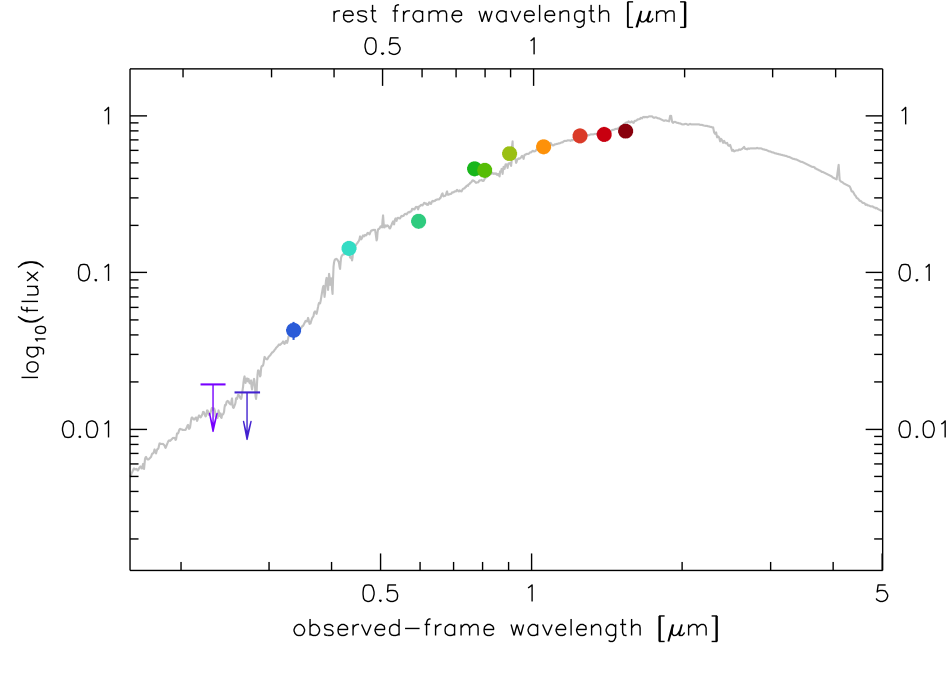 rest frame wavelength [μm]
0.5 1
1 1
0.1 0.1
0.01 0.01
log₁₀(flux)
0.5 1 5
observed−frame wavelength [μm]